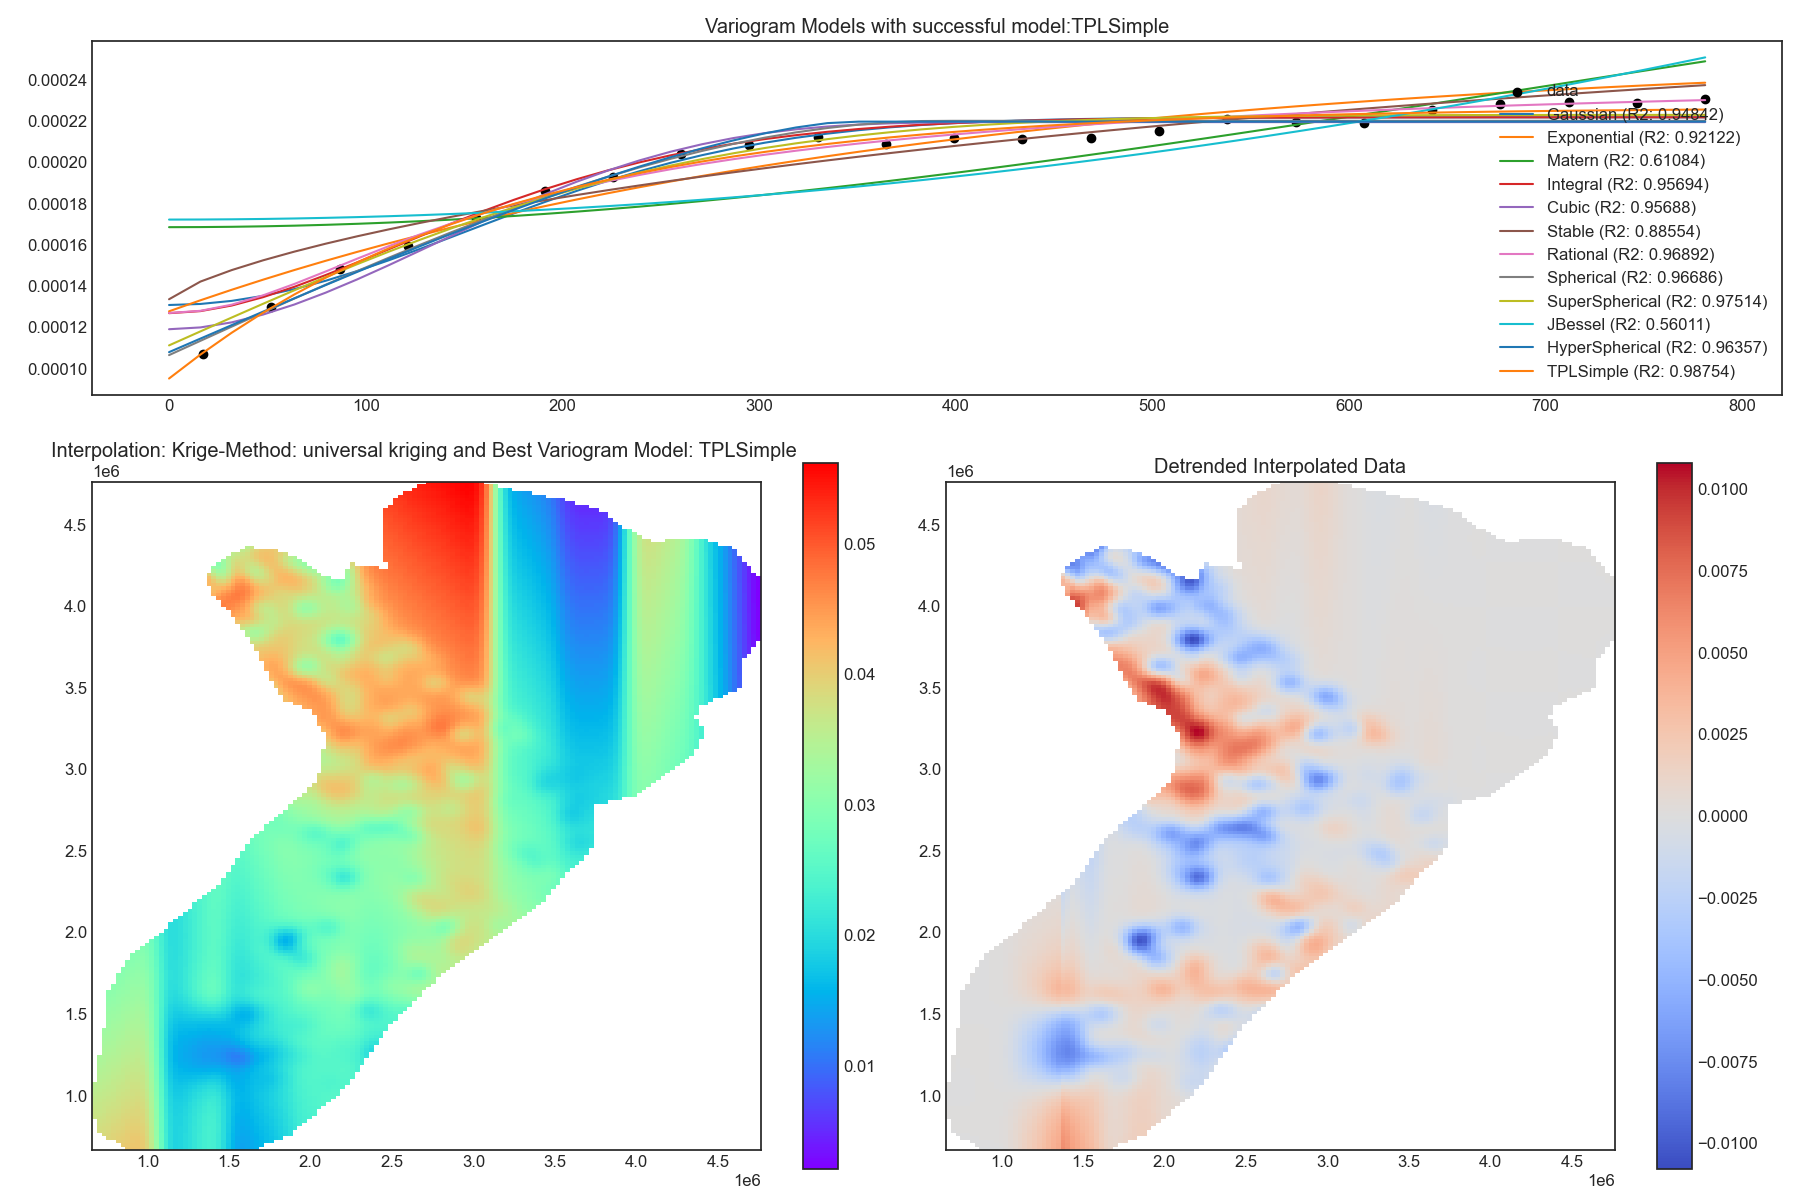 Variogram Models with successful model:TPLSimple
0.00024
0.00022
0.00020
0.00018
0.00016
0.00014
0.00012
0.00010
data
Gaussian (R2: 0.94842)
Exponential (R2: 0.92122)
Matern (R2: 0.61084)
Integral (R2: 0.95694)
Cubic (R2: 0.95688)
Stable (R2: 0.88554)
Rational (R2: 0.96892)
Spherical (R2: 0.96686)
SuperSpherical (R2: 0.97514)
JBessel (R2: 0.56011)
HyperSpherical (R2: 0.96357)
TPLSimple (R2: 0.98754)
0 100 200 300 400 500 600 700 800
Interpolation: Krige-Method: universal kriging and Best Variogram Model: TPLSimple
1e6
4.5
4.0
3.5
3.0
2.5
2.0
1.5
1.0
1.0 1.5 2.0 2.5 3.0 3.5 4.0 4.5
1e6
0.05
0.04
0.03
0.02
0.01
Detrended Interpolated Data
1e6
4.5
4.0
3.5
3.0
2.5
2.0
1.5
1.0
1.0 1.5 2.0 2.5 3.0 3.5 4.0 4.5
1e6
0.0100
0.0075
0.0050
0.0025
0.0000
−0.0025
−0.0050
−0.0075
−0.0100